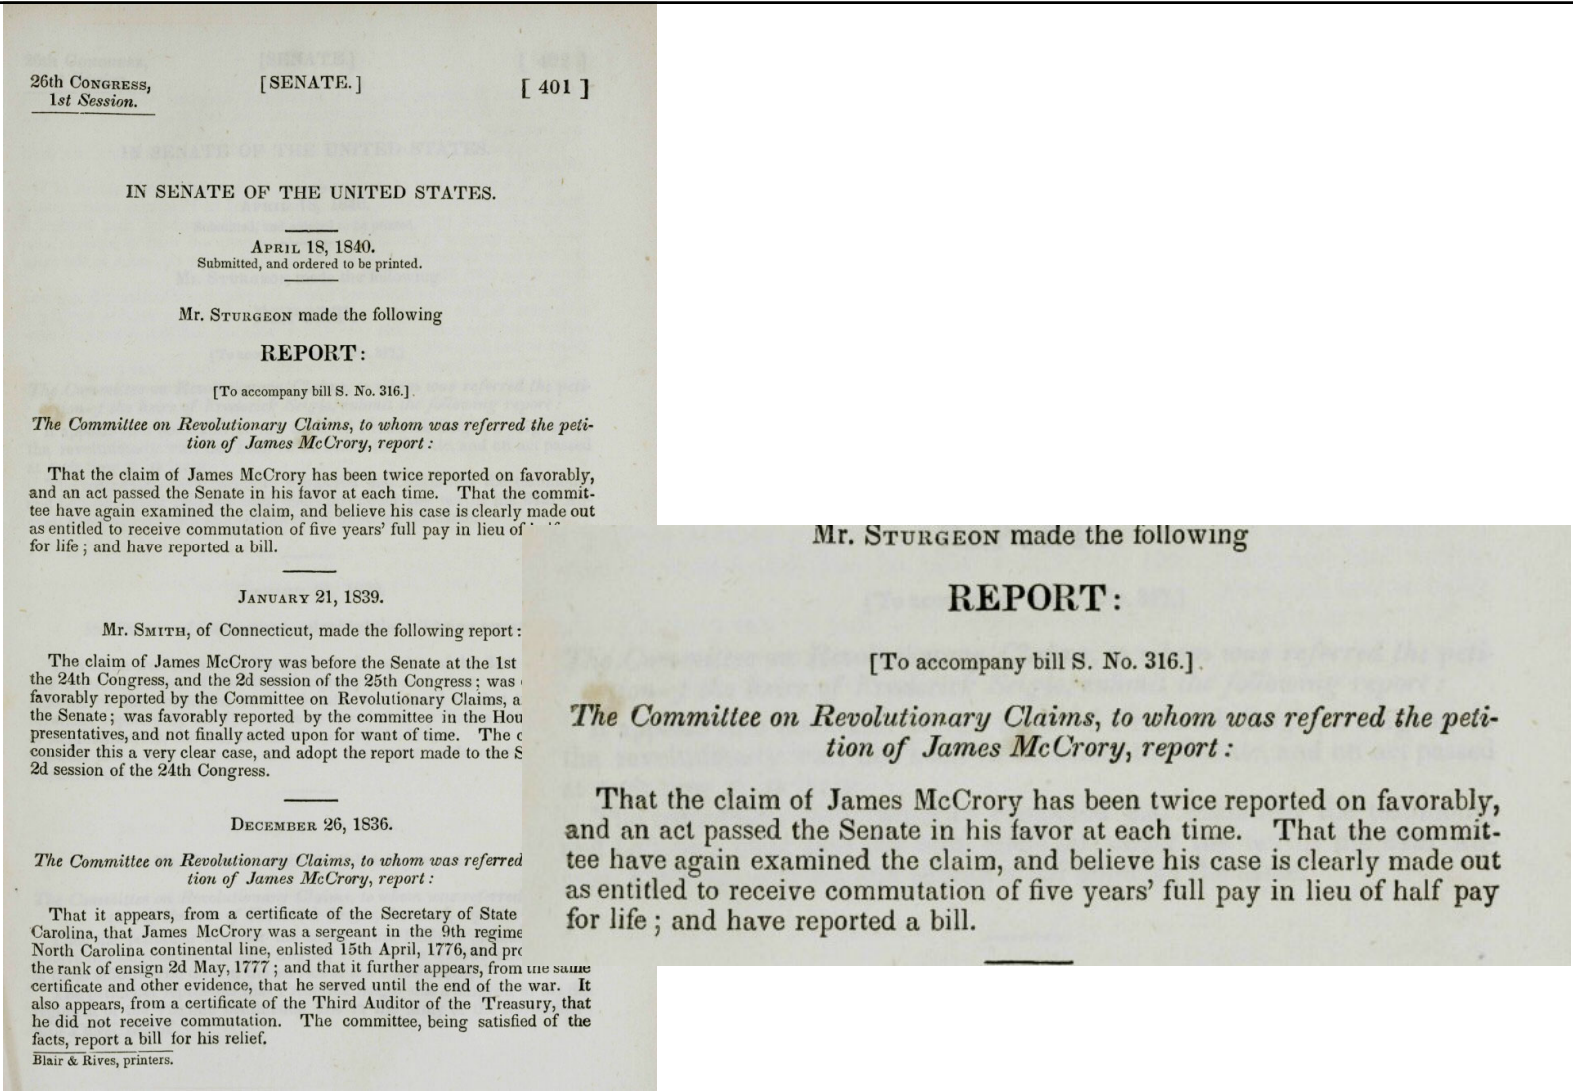 26th CONGRESS,
1st Session.
[SENATE.]
[ 401 ]
IN SENATE OF THE UNITED STATES.
APRIL 18, 1840.
Submitted, and ordered to be printed.
Mr. STURGEON made the following
REPORT:
[To accompany bill S. No. 316.]
The Committee on Revolutionary Claims, to whom was referred the peti-
tion of James McCrory, report:
That the claim of James McCrory has been twice reported on favorably,
and an act passed the Senate in his favor at each time. That the commit-
tee have again examined the claim, and believe his case is clearly made out
as entitled to receive commutation of five years' full pay in lieu of
for life; and have reported a bill.
JANUARY 21, 1839.
Mr. SMITH, of Connecticut, made the following report:
The claim of James McCrory was before the Senate at the 1st
the 24th Congress, and the 2d session of the 25th Congress; was
favorably reported by the Committee on Revolutionary Claims, a
the Senate; was favorably reported by the committee in the Hou
presentatives, and not finally acted upon for want of time. The c
consider this a very clear case, and adopt the report made to the S
2d session of the 24th Congress.
DECEMBER 26, 1836.
The Committee on Revolutionary Claims, to whom was referred
tion of James McCrory, report:
That it appears, from a certificate of the Secretary of State
Carolina, that James McCrory was a sergeant in the 9th regime
North Carolina continental line, enlisted 15th April, 1776, and pro
the rank of ensign 2d May, 1777; and that it further appears, from the same
certificate and other evidence, that he served until the end of the war. It
also appears, from a certificate of the Third Auditor of the Treasury, that
he did not receive commutation. The committee, being satisfied of the
facts, report a bill for his relief.
Blair & Rives, printers.
Mr. STURGEON made the following
REPORT:
[To accompany bill S. No. 316.]
The Committee on Revolutionary Claims, to whom was referred the peti-
tion of James McCrory, report:
That the claim of James McCrory has been twice reported on favorably,
and an act passed the Senate in his favor at each time. That the commit-
tee have again examined the claim, and believe his case is clearly made out
as entitled to receive commutation of five years' full pay in lieu of half pay
for life; and have reported a bill.